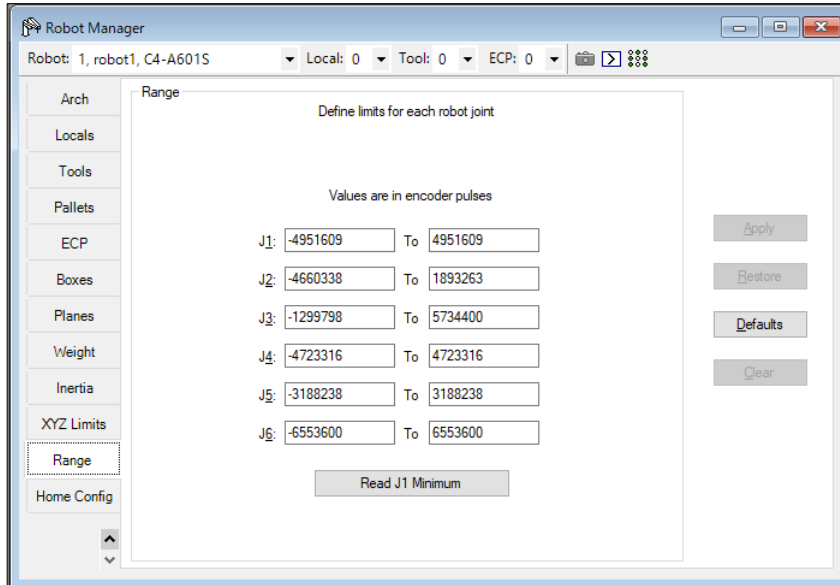 Robot Manager
Robot: 1, robot1, C4-A601S Local: 0 Tool: 0 ECP: 0
Arch
Locals
Tools
Pallets
ECP
Boxes
Planes
Weight
Inertia
XYZ Limits
Range
Home Config
Range
Define limits for each robot joint
Values are in encoder pulses
J1: -4951609 To 4951609
J2: -4660338 To 1893263
J3: -1299798 To 5734400
J4: -4723316 To 4723316
J5: -3188238 To 3188238
J6: -6553600 To 6553600
Read J1 Minimum
Apply
Restore
Defaults
Clear